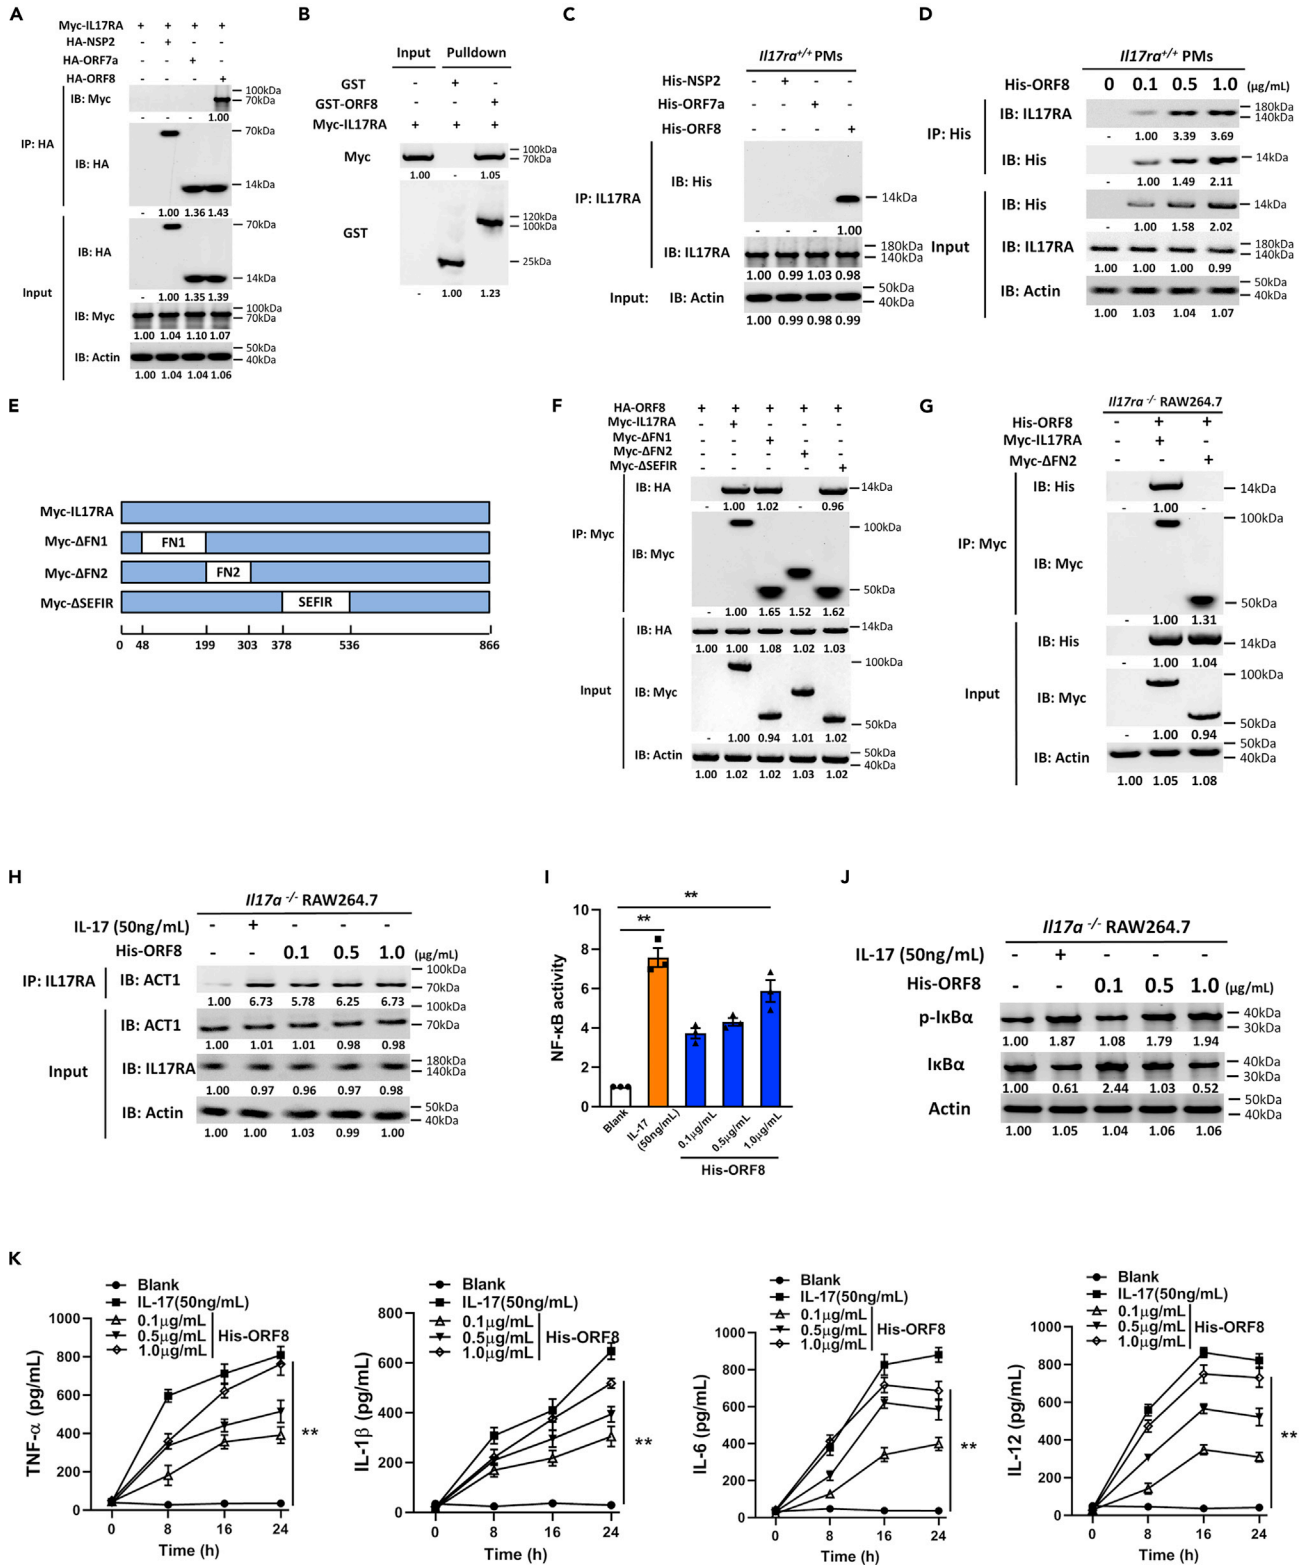 A
Myc-IL17RA + + + +
HA-NSP2 - + - -
HA-ORF7a - - + -
HA-ORF8 - - - +
IP: HA
IB: Myc
100kDa
70kDa
- - - 1.00
IB: HA
70kDa
14kDa
- 1.00 1.36 1.43
Input
IB: HA
70kDa
14kDa
- 1.00 1.35 1.39
IB: Myc
100kDa
70kDa
1.00 1.04 1.10 1.07
IB: Actin
50kDa
40kDa
1.00 1.04 1.04 1.06
B
Input Pulldown
GST - + -
GST-ORF8 - - +
Myc-IL17RA + + +
Myc
100kDa
70kDa
1.00 - 1.05
GST
120kDa
100kDa
25kDa
- 1.00 1.23
C
Il17ra+/+ PMs
His-NSP2 - + - -
His-ORF7a - - + -
His-ORF8 - - - +
IP: IL17RA
IB: His
14kDa
- - - 1.00
IB: IL17RA
180kDa
140kDa
1.00 0.99 1.03 0.98
Input: IB: Actin
50kDa
40kDa
1.00 0.99 0.98 0.99
D
Il17ra+/+ PMs
His-ORF8 0 0.1 0.5 1.0 (μg/mL)
IP: His
IB: IL17RA
180kDa
140kDa
- 1.00 3.39 3.69
IB: His
14kDa
- 1.00 1.49 2.11
Input
IB: His
14kDa
- 1.00 1.58 2.02
IB: IL17RA
180kDa
140kDa
1.00 1.00 1.00 0.99
IB: Actin
50kDa
40kDa
1.00 1.03 1.04 1.07
E
Myc-IL17RA
Myc-ΔFN1 FN1
Myc-ΔFN2 FN2
Myc-ΔSEFIR SEFIR
0 48 199 303 378 536 866
F
HA-ORF8 + + + + +
Myc-IL17RA - + - - -
Myc-ΔFN1 - - + - -
Myc-ΔFN2 - - - + -
Myc-ΔSEFIR - - - - +
IP: Myc
IB: HA
14kDa
- 1.00 1.02 - 0.96
IB: Myc
100kDa
50kDa
- 1.00 1.65 1.52 1.62
Input
IB: HA
14kDa
1.00 1.00 1.08 1.02 1.03
IB: Myc
100kDa
50kDa
- 1.00 0.94 1.01 1.02
IB: Actin
50kDa
40kDa
1.00 1.02 1.02 1.03 1.02
G
Il17ra -/- RAW264.7
His-ORF8 - + +
Myc-IL17RA - + -
Myc-ΔFN2 - - +
IP: Myc
IB: His
14kDa
- 1.00 -
IB: Myc
100kDa
50kDa
- 1.00 1.31
Input
IB: His
14kDa
- 1.00 1.04
IB: Myc
100kDa
50kDa
- 1.00 0.94
IB: Actin
50kDa
40kDa
1.00 1.05 1.08
H
Il17a -/- RAW264.7
IL-17 (50ng/mL) - + - - -
His-ORF8 - - 0.1 0.5 1.0 (μg/mL)
IP: IL17RA IB: ACT1
100kDa
70kDa
1.00 6.73 5.78 6.25 6.73
Input
IB: ACT1
100kDa
70kDa
1.00 1.01 1.01 0.98 0.98
IB: IL17RA
180kDa
140kDa
1.00 0.97 0.96 0.97 0.98
IB: Actin
50kDa
40kDa
1.00 1.00 1.03 0.99 1.00
I
**
**
NF-κB activity
10
8
6
4
2
0
Blank
IL-17
(50ng/mL)
0.1μg/mL
0.5μg/mL
1.0μg/mL
His-ORF8
J
Il17a -/- RAW264.7
IL-17 (50ng/mL) - + - - -
His-ORF8 - - 0.1 0.5 1.0 (μg/mL)
p-IκBα
40kDa
30kDa
1.00 1.87 1.08 1.79 1.94
IκBα
40kDa
30kDa
1.00 0.61 2.44 1.03 0.52
Actin
50kDa
40kDa
1.00 1.05 1.04 1.06 1.06
K
Blank
IL-17(50ng/mL)
0.1μg/mL
0.5μg/mL His-ORF8
1.0μg/mL
TNF-α (pg/mL)
1000
800
600
400
200
0
**
0 8 16 24
Time (h)
Blank
IL-17(50ng/mL)
0.1μg/mL
0.5μg/mL His-ORF8
1.0μg/mL
IL-1β (pg/mL)
800
600
400
200
0
**
0 8 16 24
Time (h)
Blank
IL-17(50ng/mL)
0.1μg/mL
0.5μg/mL His-ORF8
1.0μg/mL
IL-6 (pg/mL)
1000
800
600
400
200
0
**
0 8 16 24
Time (h)
Blank
IL-17(50ng/mL)
0.1μg/mL
0.5μg/mL His-ORF8
1.0μg/mL
IL-12 (pg/mL)
1000
800
600
400
200
0
**
0 8 16 24
Time (h)